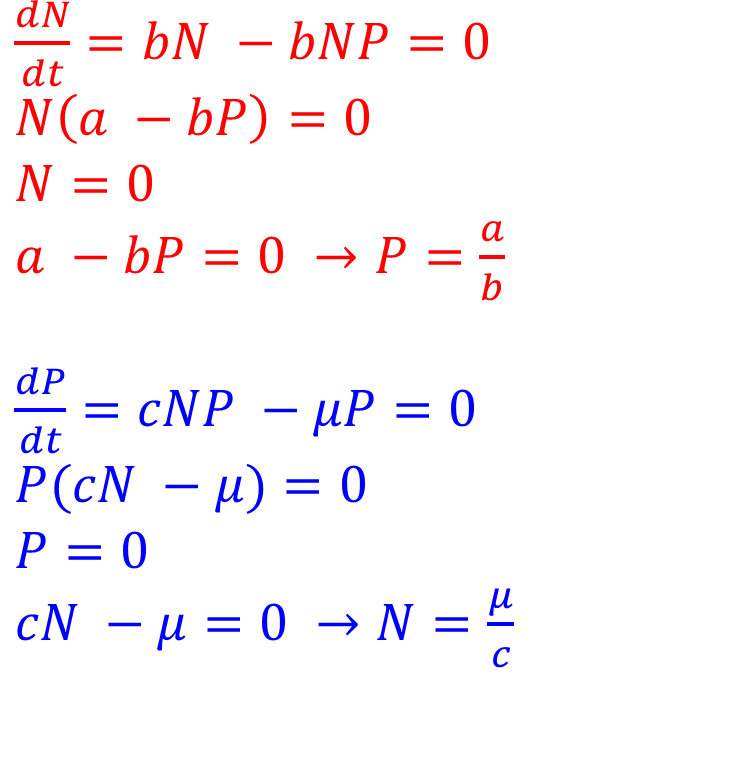 dN/dt = bN − bNP = 0
N(a − bP) = 0
N = 0
a − bP = 0 → P = a/b
dP/dt = cNP − μP = 0
P(cN − μ) = 0
P = 0
cN − μ = 0 → N = μ/c